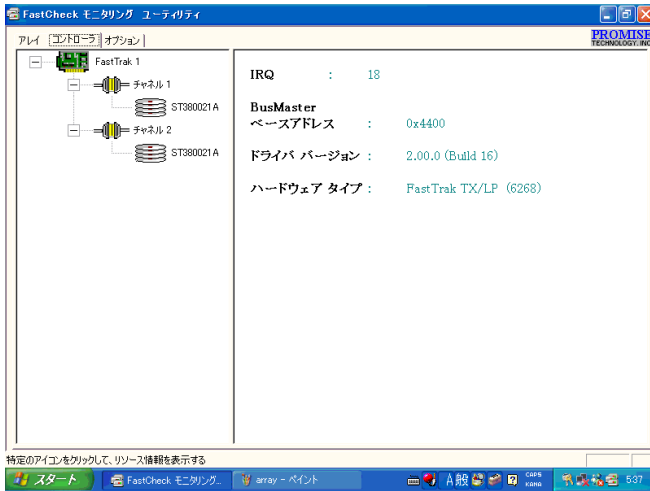 FastCheck モニタリング ユーティリティ
アレイ コントローラ オプション
PROMISE
TECHNOLOGY, INC
FastTrak 1
チャネル 1
ST380021A
チャネル 2
ST380021A
IRQ : 18
BusMaster
ベースアドレス : 0x4400
ドライバ バージョン : 2.00.0 (Build 16)
ハードウェア タイプ : FastTrak TX/LP (6268)
特定のアイコンをクリックして、リソース情報を表示する
スタート FastCheck モニタリング... array - ペイント A 般 CAPS KANA 5:37